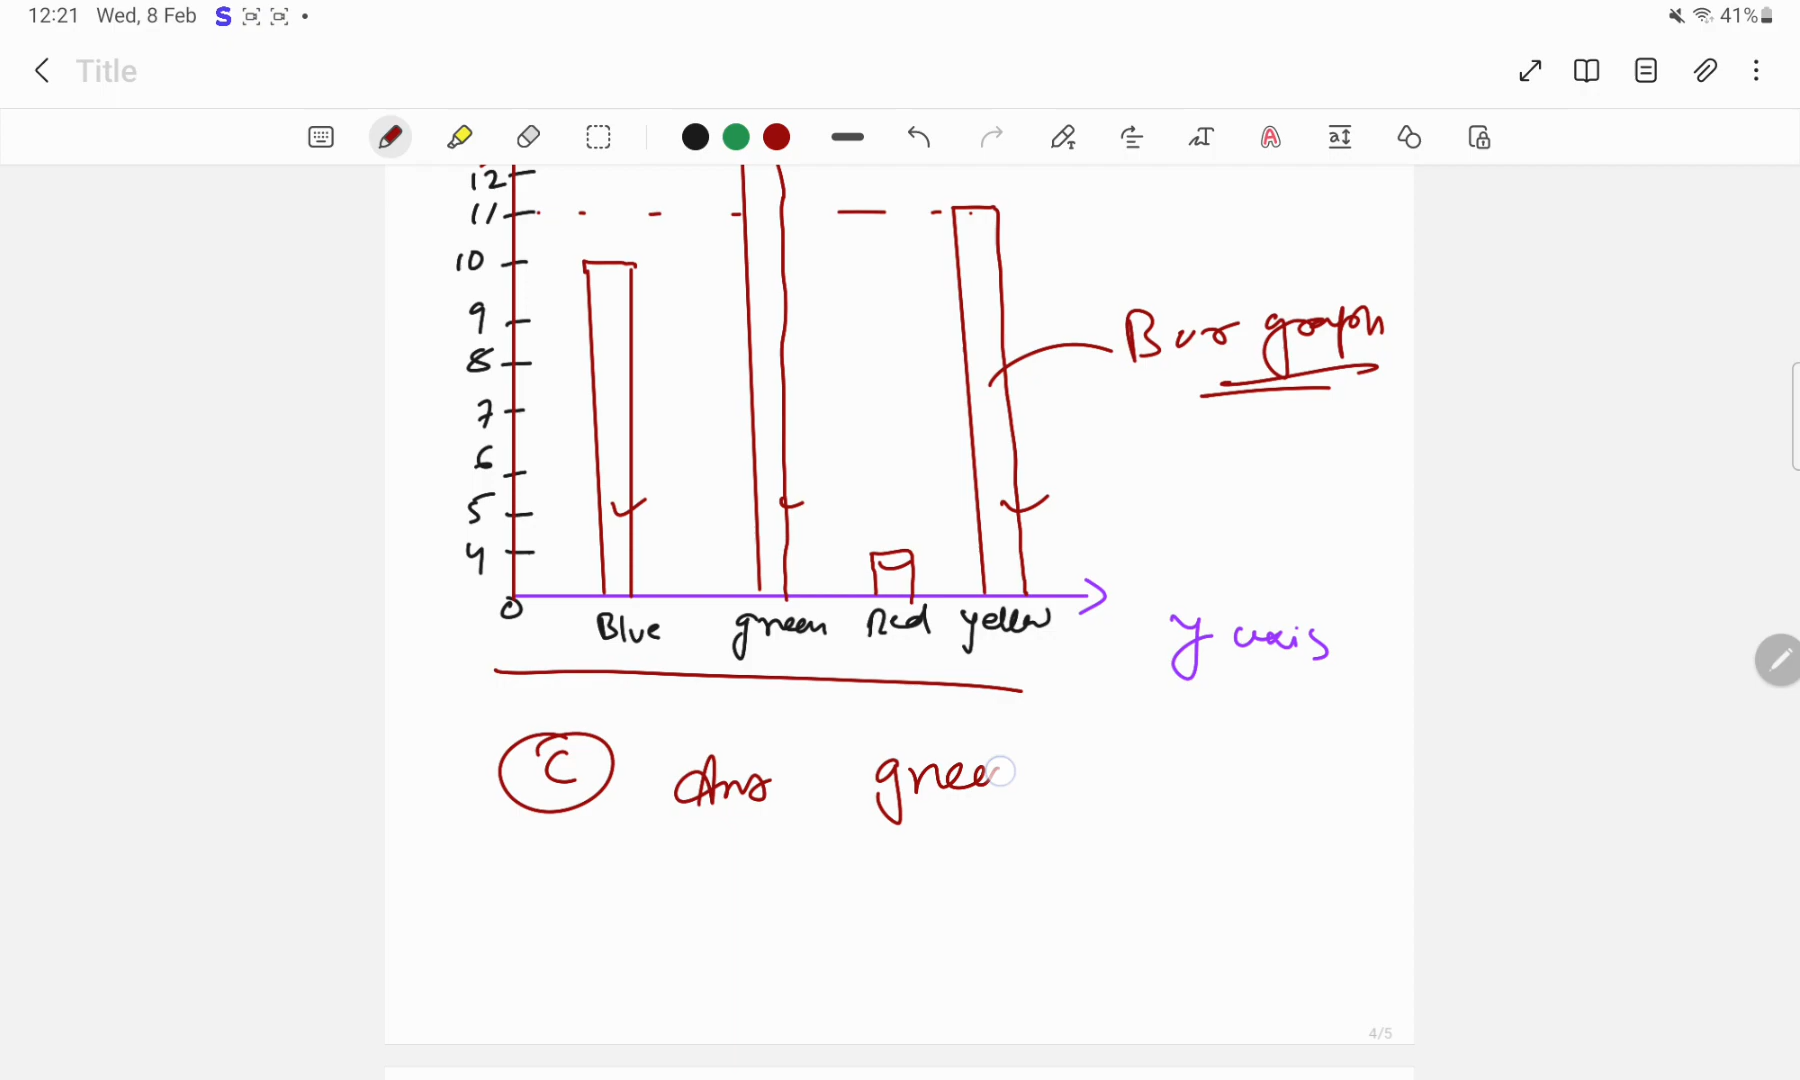 12:21 Wed, 8 Feb S 41%
Title
12
11
10
9
8
7
6
5
4
0
Bar graph
Blue green Red yellow
y axis
C Ans gree
4/5